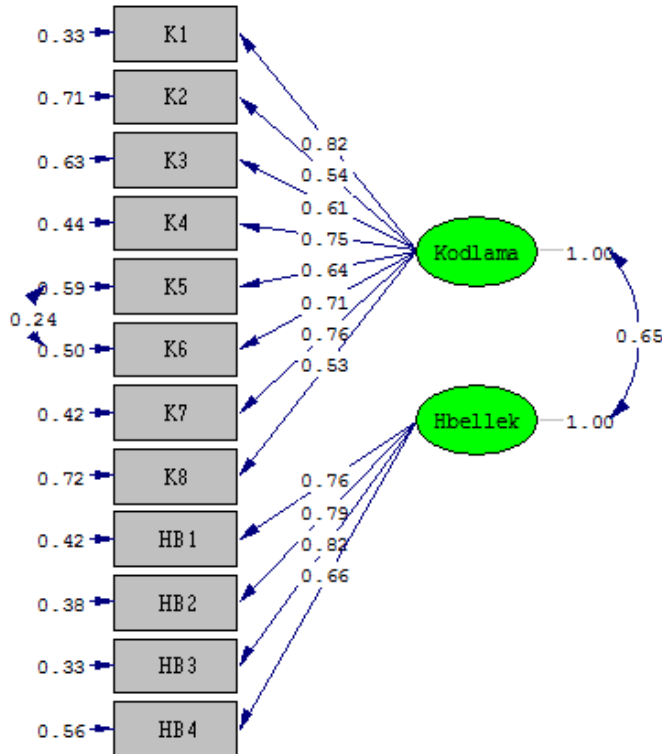 0.33 K1
0.71 K2
0.82
0.63 K3
0.54
0.61
0.44 K4
0.75
Kodlama 1.00
0.64
0.59 K5
0.71
0.24
0.65
0.50 K6
0.76
0.53
0.42 K7
Hbellek 1.00
0.72 K8
0.76
0.79
0.42 HB1
0.82
0.66
0.38 HB2
0.33 HB3
0.56 HB4